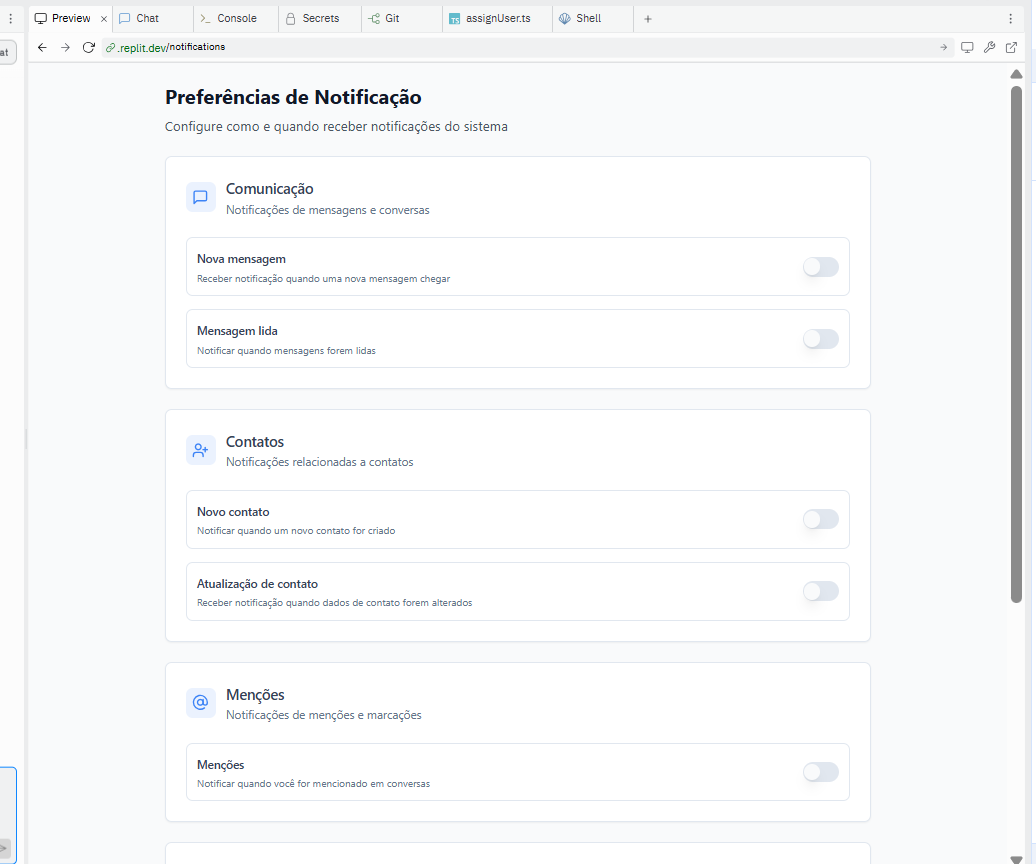 at
Preview
Chat
Console
Secrets
Git
TS assignUser.ts
Shell
.replit.dev/notifications
Preferências de Notificação
Configure como e quando receber notificações do sistema
Comunicação
Notificações de mensagens e conversas
Nova mensagem
Receber notificação quando uma nova mensagem chegar
Mensagem lida
Notificar quando mensagens forem lidas
Contatos
Notificações relacionadas a contatos
Novo contato
Notificar quando um novo contato for criado
Atualização de contato
Receber notificação quando dados de contato forem alterados
Menções
Notificações de menções e marcações
Menções
Notificar quando você for mencionado em conversas